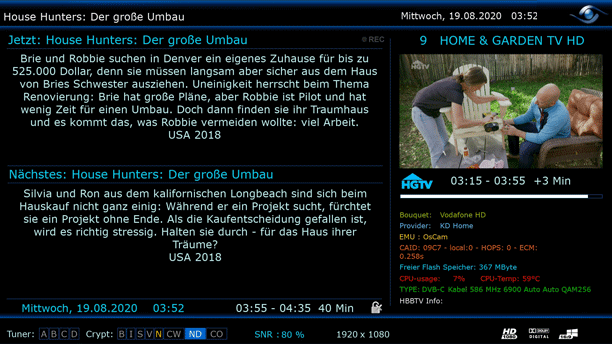 House Hunters: Der große Umbau
Mittwoch, 19.08.2020 03:52
Jetzt: House Hunters: Der große Umbau
REC
Brie und Robbie suchen in Denver ein eigenes Zuhause für bis zu
525.000 Dollar, denn sie müssen langsam aber sicher aus dem Haus
von Bries Schwester ausziehen. Uneinigkeit herrscht beim Thema
Renovierung: Brie hat große Pläne, aber Robbie ist Pilot und hat
wenig Zeit für einen Umbau. Doch dann finden sie ihr Traumhaus
und es kommt das, was Robbie vermeiden wollte: viel Arbeit.
USA 2018
Nächstes: House Hunters: Der große Umbau
Silvia und Ron aus dem kalifornischen Longbeach sind sich beim
Hauskauf nicht ganz einig: Während er ein Projekt sucht, fürchtet
sie ein Projekt ohne Ende. Als die Kaufentscheidung gefallen ist,
wird es richtig stressig. Halten sie durch - für das Haus ihrer
Träume?
USA 2018
Mittwoch, 19.08.2020 03:52
03:55 - 04:35 40 Min
9 HOME & GARDEN TV HD
HGTV
HGTV
03:15 - 03:55 +3 Min
Bouquet: Vodafone HD
Provider: KD Home
EMU : OsCam
CAID: 09C7 - local:0 - HOPS: 0 - ECM:
0.258s
Freier Flash Speicher: 367 MByte
CPU-usage: 7% CPU-Temp: 59°C
TYPE: DVB-C Kabel 586 MHz 6900 Auto Auto QAM256
HBBTV Info:
Tuner: A B C D Crypt: B I S V N CW ND CO
SNR : 80 %
1920 x 1080
HD
1080
DOLBY
DIGITAL
16:9